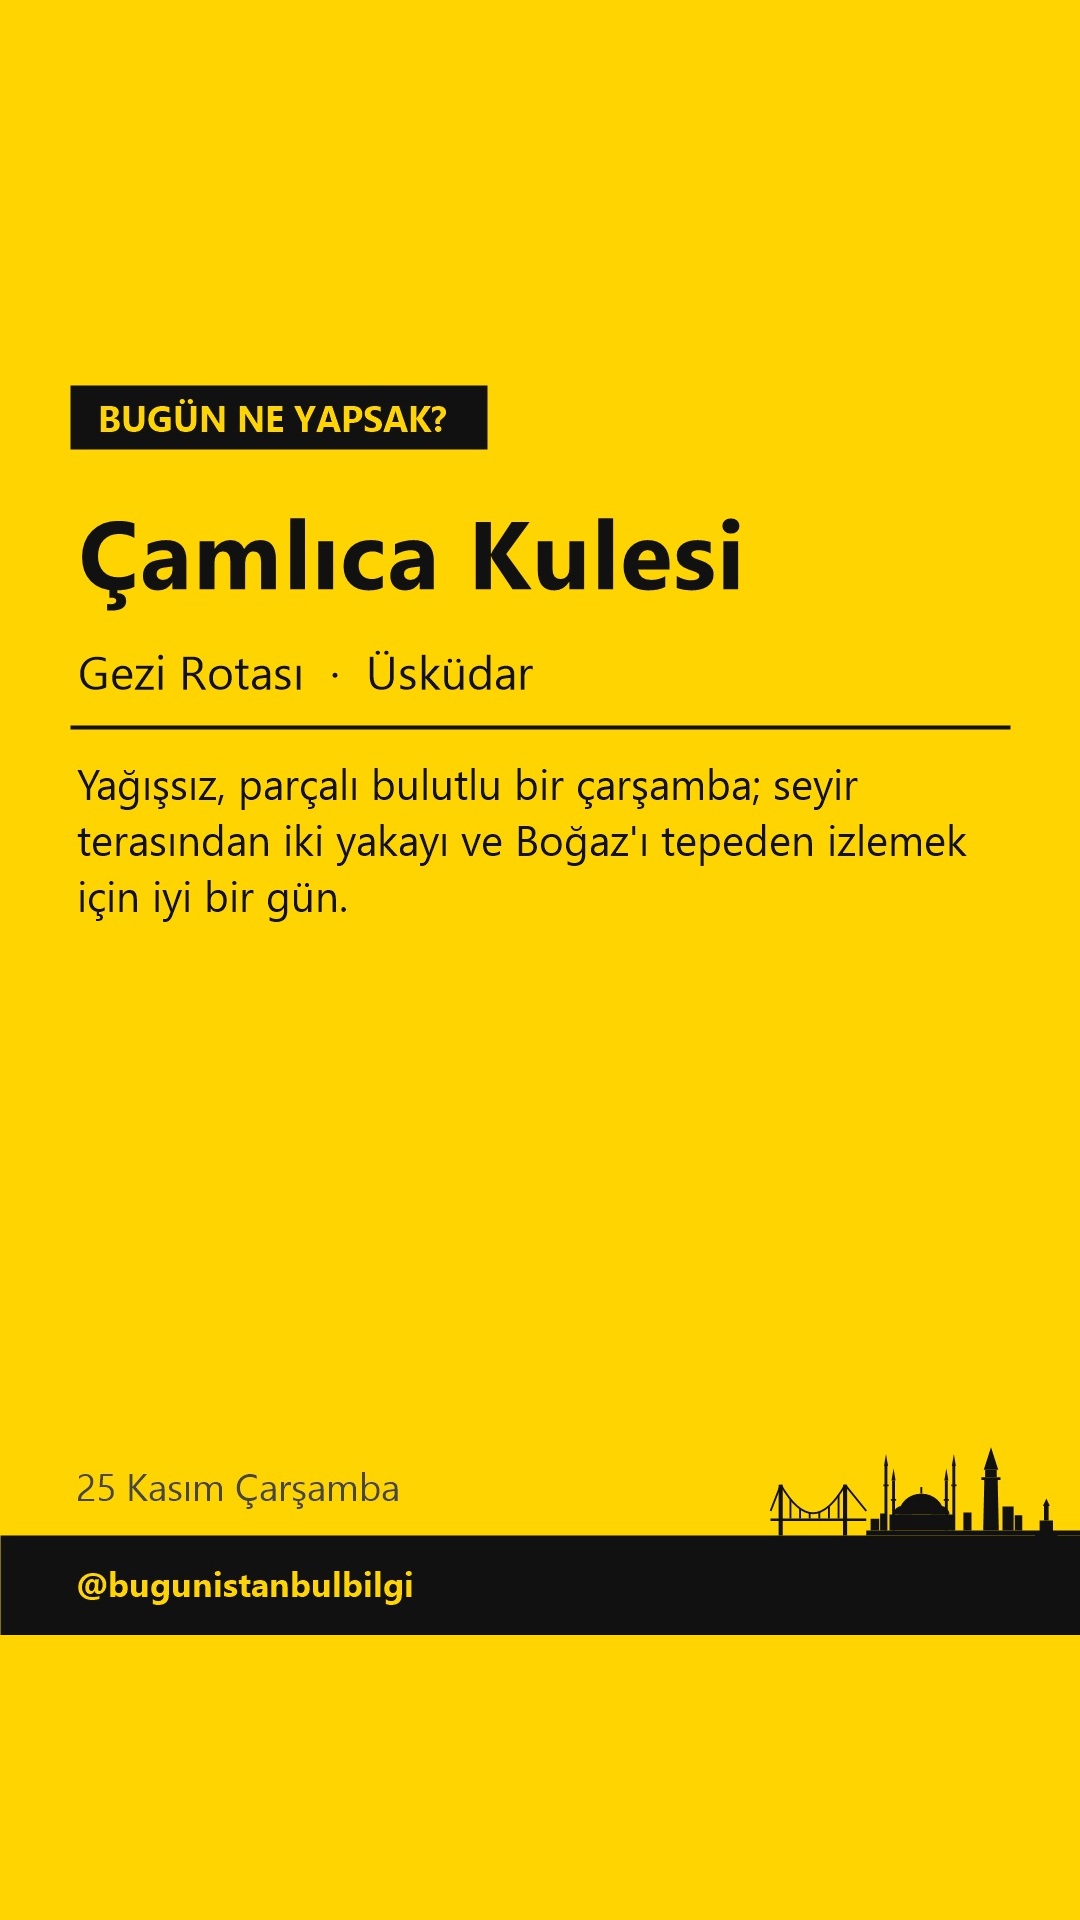 BUGÜN NE YAPSAK?
Çamlıca Kulesi
Gezi Rotası · Üsküdar
Yağışsız, parçalı bulutlu bir çarşamba; seyir
terasından iki yakayı ve Boğaz'ı tepeden izlemek
için iyi bir gün.
25 Kasım Çarşamba
@bugunistanbulbilgi